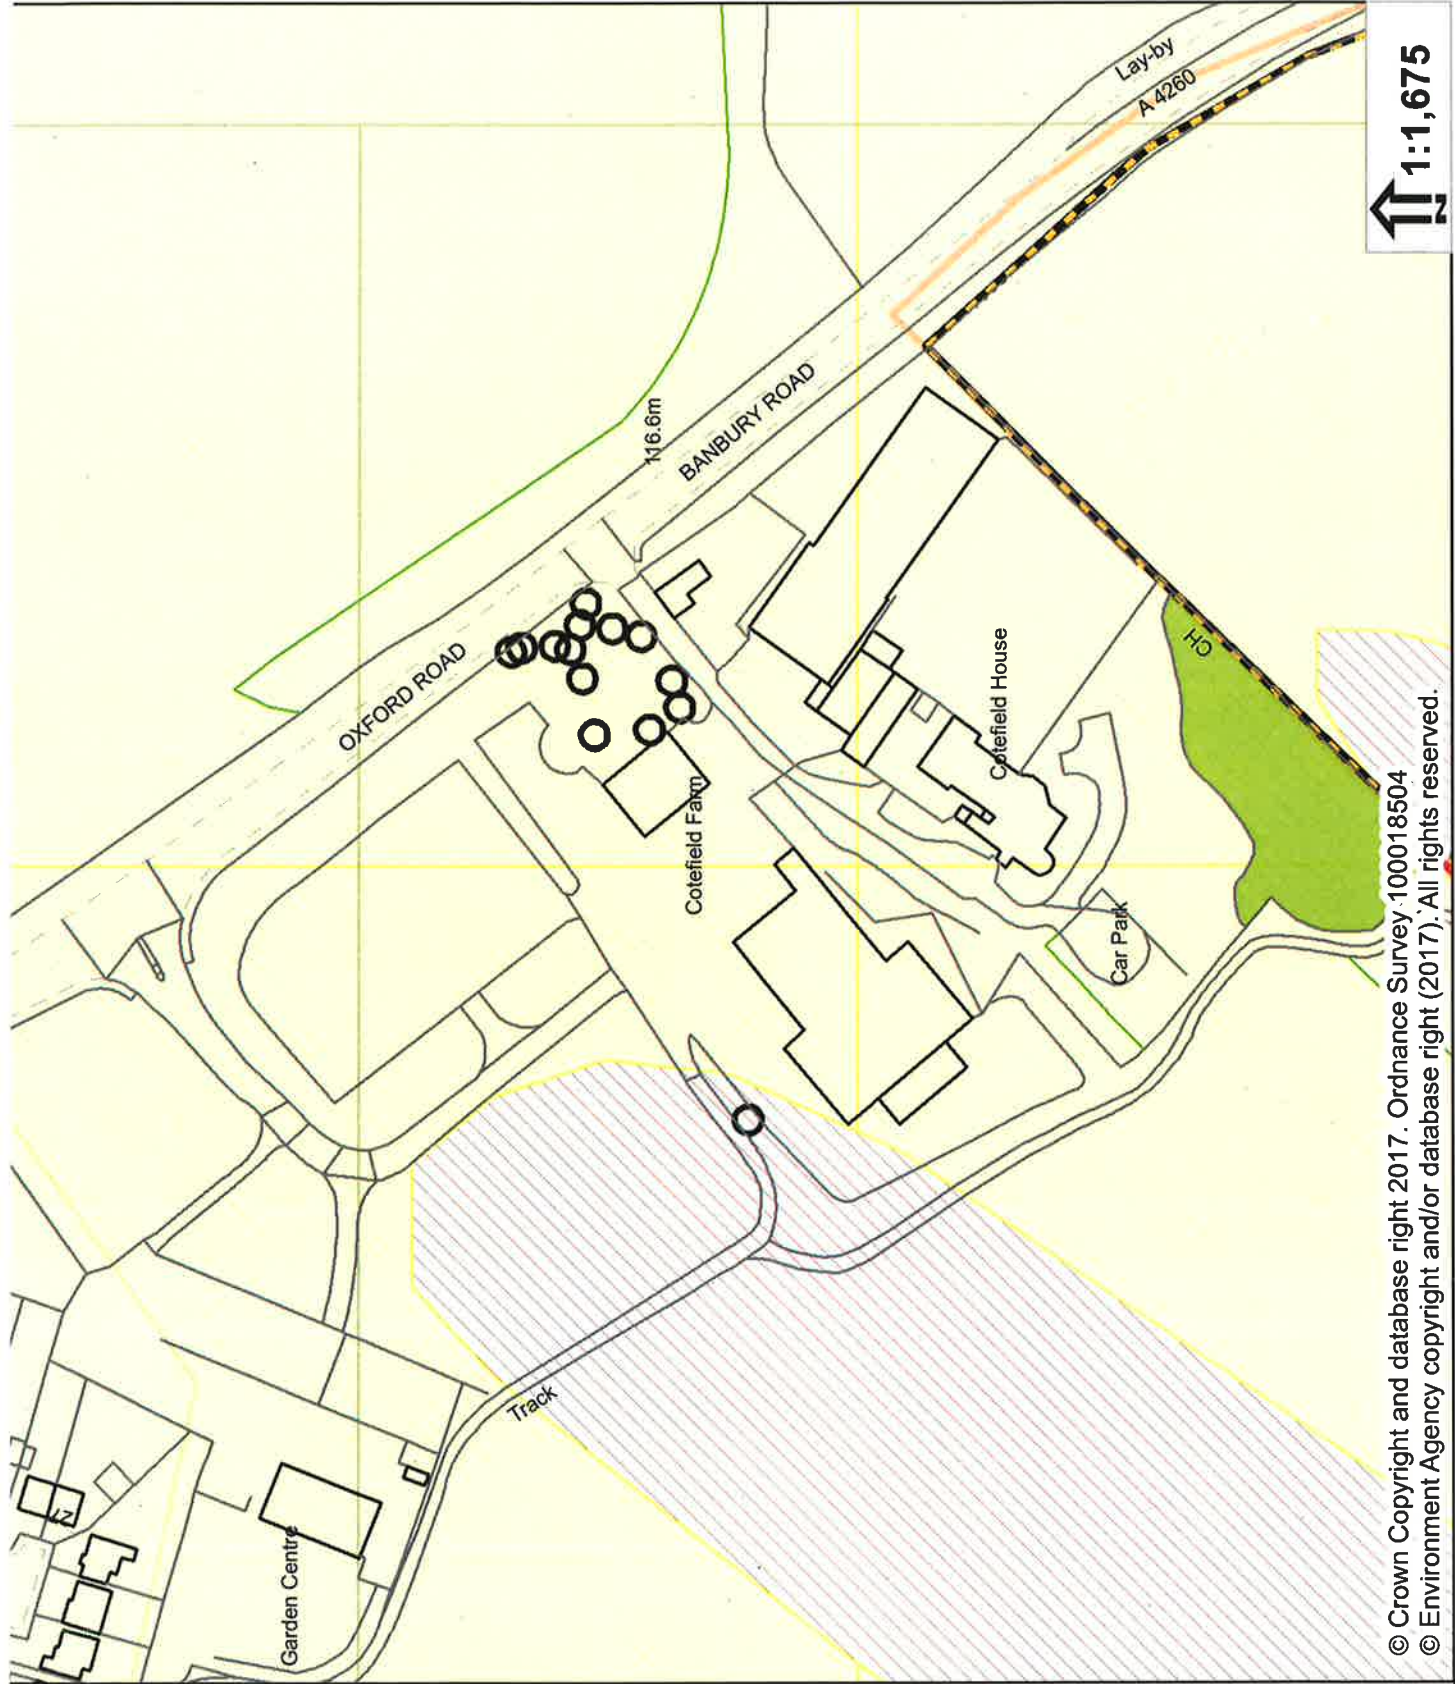 Lay-by
A 4260
1:1,675
N
116.6m
BANBURY ROAD
OXFORD ROAD
CH
Cotefield House
Cotefield Farm
Car Park
Track
27
Garden Centre
© Crown Copyright and database right 2017. Ordnance Survey 100018504
© Environment Agency copyright and/or database right (2017). All rights reserved.